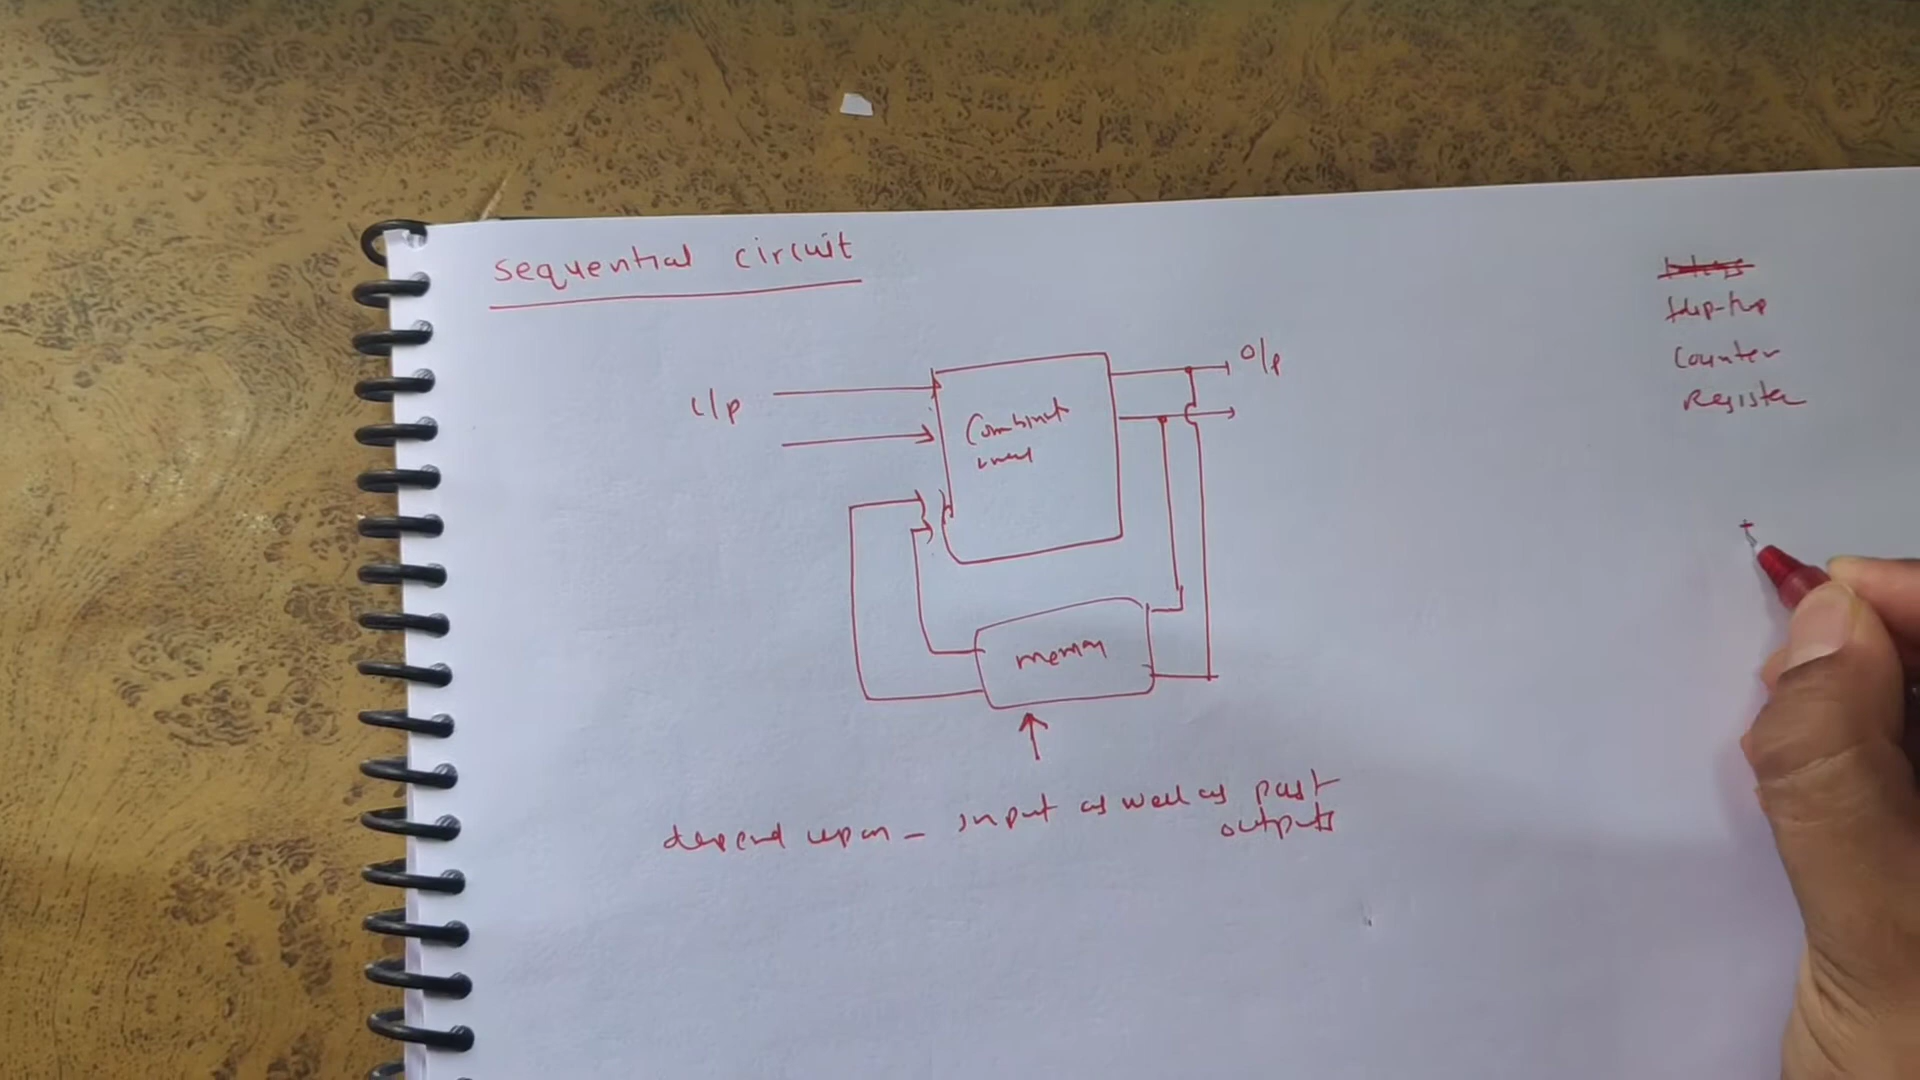 sequential circuit
i/p
o/p
Combinat
memory
depend upon - input as well as past
outputs
flip-flop
Counter
Register